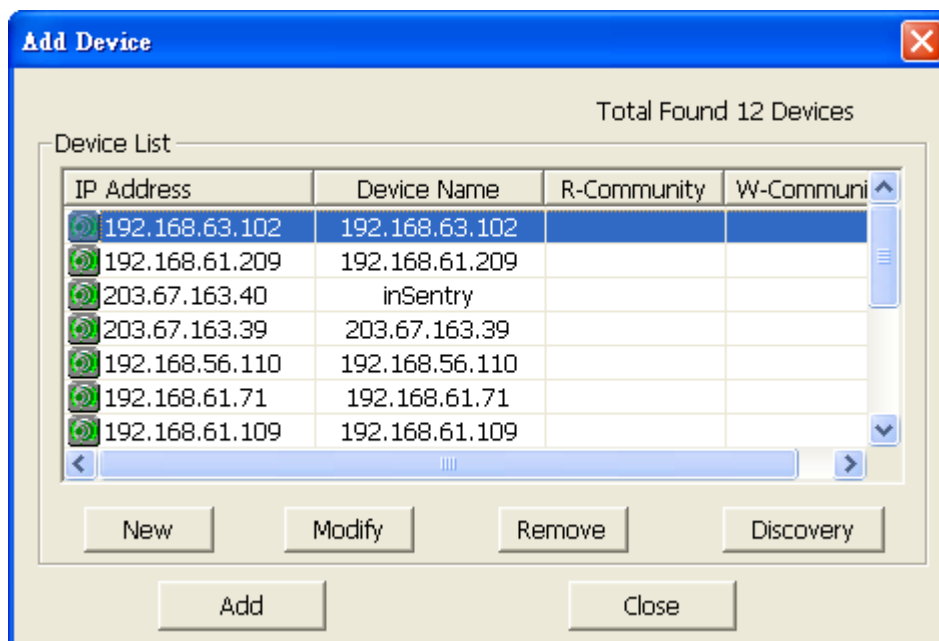 Add Device
Total Found 12 Devices
Device List
IP Address Device Name R-Community W-Communi
192.168.63.102 192.168.63.102
192.168.61.209 192.168.61.209
203.67.163.40 inSentry
203.67.163.39 203.67.163.39
192.168.56.110 192.168.56.110
192.168.61.71 192.168.61.71
192.168.61.109 192.168.61.109
New Modify Remove Discovery
Add Close